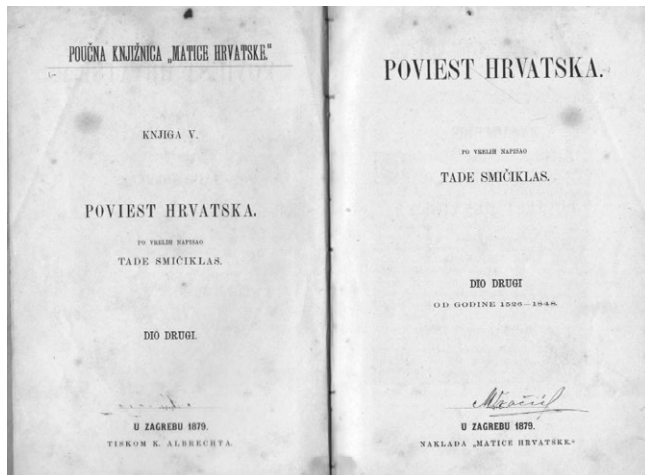 POUČNA KNJIŽNICA „MATICE HRVATSKE.“
KNJIGA V.
POVIEST HRVATSKA.
PO VRELIH NAPISAO
TADE SMIČIKLAS.
DIO DRUGI.
U ZAGREBU 1879.
TISKOM K. ALBRECHTA.
POVIEST HRVATSKA.
PO VRELIH NAPISAO
TADE SMIČIKLAS.
DIO DRUGI
OD GODINE 1526–1848.
U ZAGREBU 1879.
NAKLADA „MATICE HRVATSKE.“